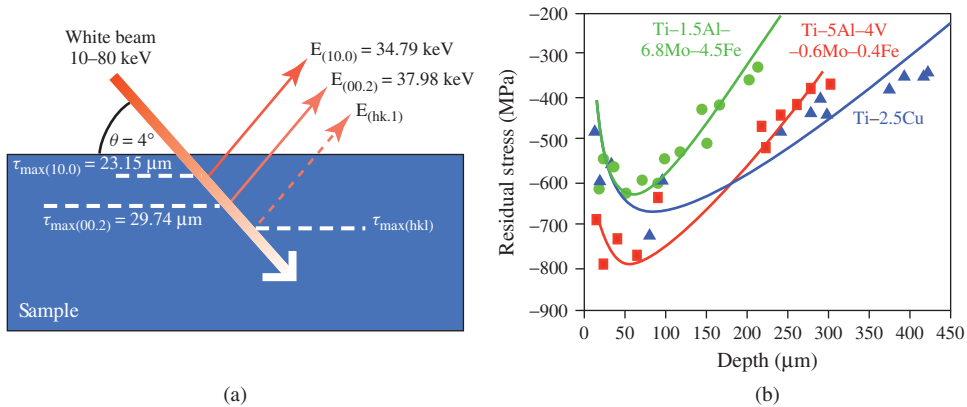 White beam
10–80 keV
E(10.0) = 34.79 keV
E(00.2) = 37.98 keV
E(hk.1)
θ = 4°
τmax(10.0) = 23.15 μm
τmax(00.2) = 29.74 μm
τmax(hkl)
Sample
(a)
Residual stress (MPa)
−200
−300
−400
−500
−600
−700
−800
−900
Ti–1.5Al–
6.8Mo–4.5Fe
Ti–5Al–4V
–0.6Mo–0.4Fe
Ti–2.5Cu
0
50
100
150
200
250
300
350
400
450
Depth (μm)
(b)